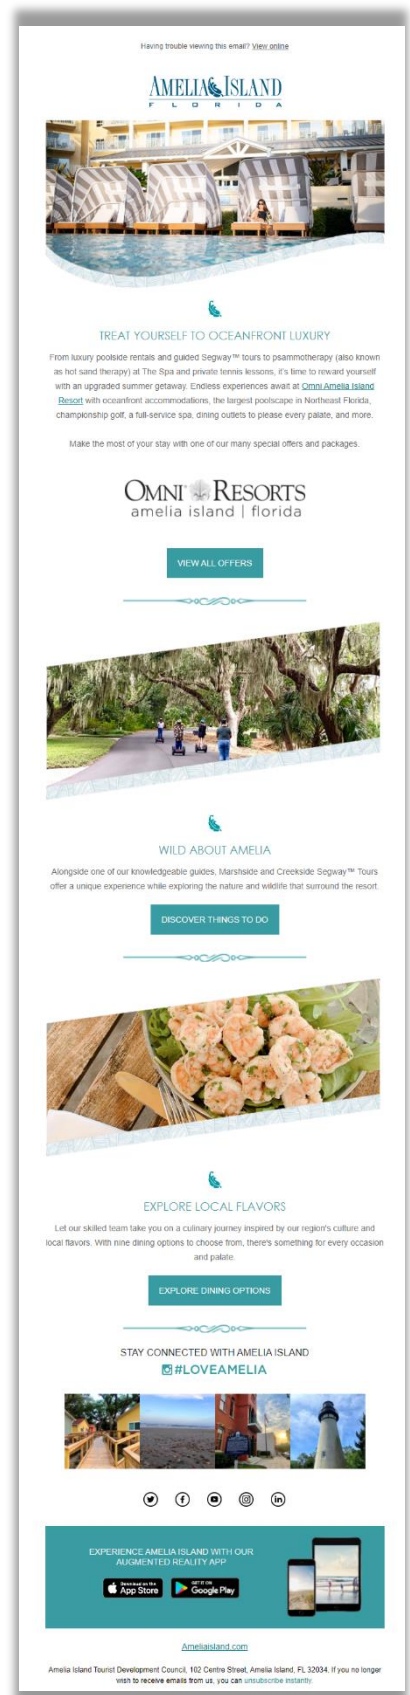 Having trouble viewing this email? View online
AMELIA ISLAND
FLORIDA
TREAT YOURSELF TO OCEANFRONT LUXURY
From luxury poolside rentals and guided Segway™ tours to psammotherapy (also known
as hot sand therapy) at The Spa and private tennis lessons, it's time to reward yourself
with an upgraded summer getaway. Endless experiences await at Omni Amelia Island
Resort with oceanfront accommodations, the largest poolscape in Northeast Florida,
championship golf, a full-service spa, dining outlets to please every palate, and more.
Make the most of your stay with one of our many special offers and packages.
OMNI RESORTS
amelia island | florida
VIEW ALL OFFERS
WILD ABOUT AMELIA
Alongside one of our knowledgeable guides, Marshside and Creekside Segway™ Tours
offer a unique experience while exploring the nature and wildlife that surround the resort.
DISCOVER THINGS TO DO
EXPLORE LOCAL FLAVORS
Let our skilled team take you on a culinary journey inspired by our region's culture and
local flavors. With nine dining options to choose from, there's something for every occasion
and palate.
EXPLORE DINING OPTIONS
STAY CONNECTED WITH AMELIA ISLAND
#LOVEAMELIA
EXPERIENCE AMELIA ISLAND WITH OUR
AUGMENTED REALITY APP
Download on the App Store
GET IT ON Google Play
Ameliaisland.com
Amelia Island Tourist Development Council, 102 Centre Street, Amelia Island, FL 32034. If you no longer
wish to receive emails from us, you can unsubscribe instantly.